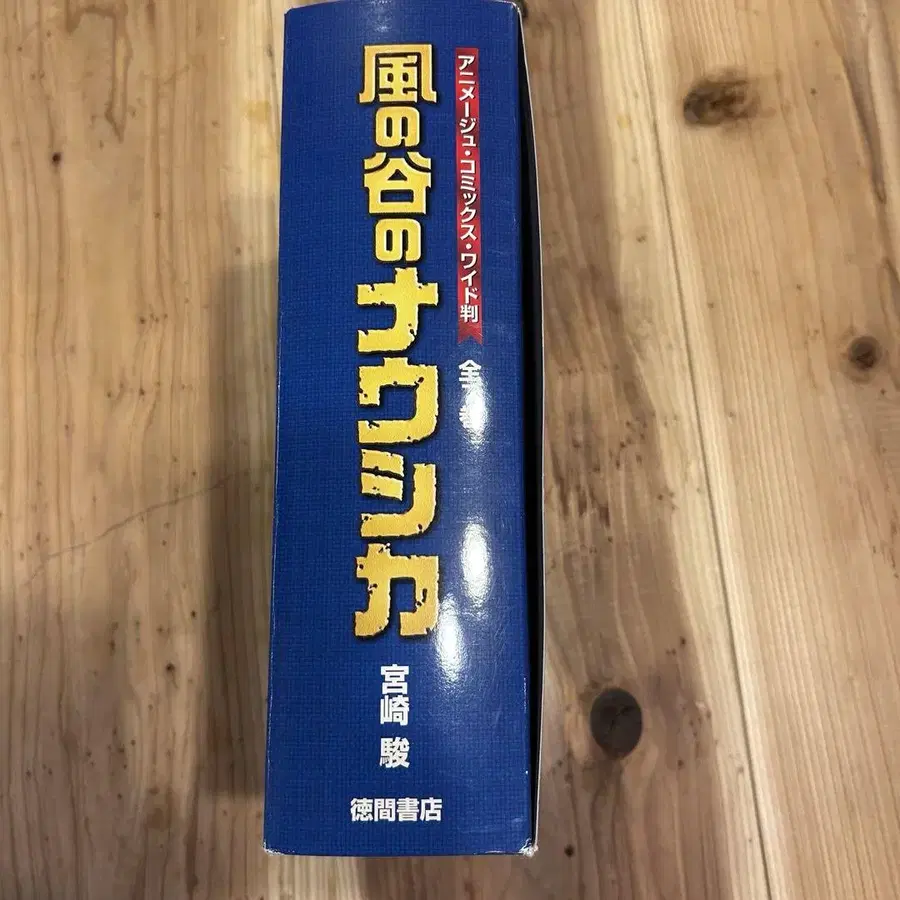 アニメージュ・コミックス・ワイド判
風の谷のナウシカ
宮崎 駿
徳間書店